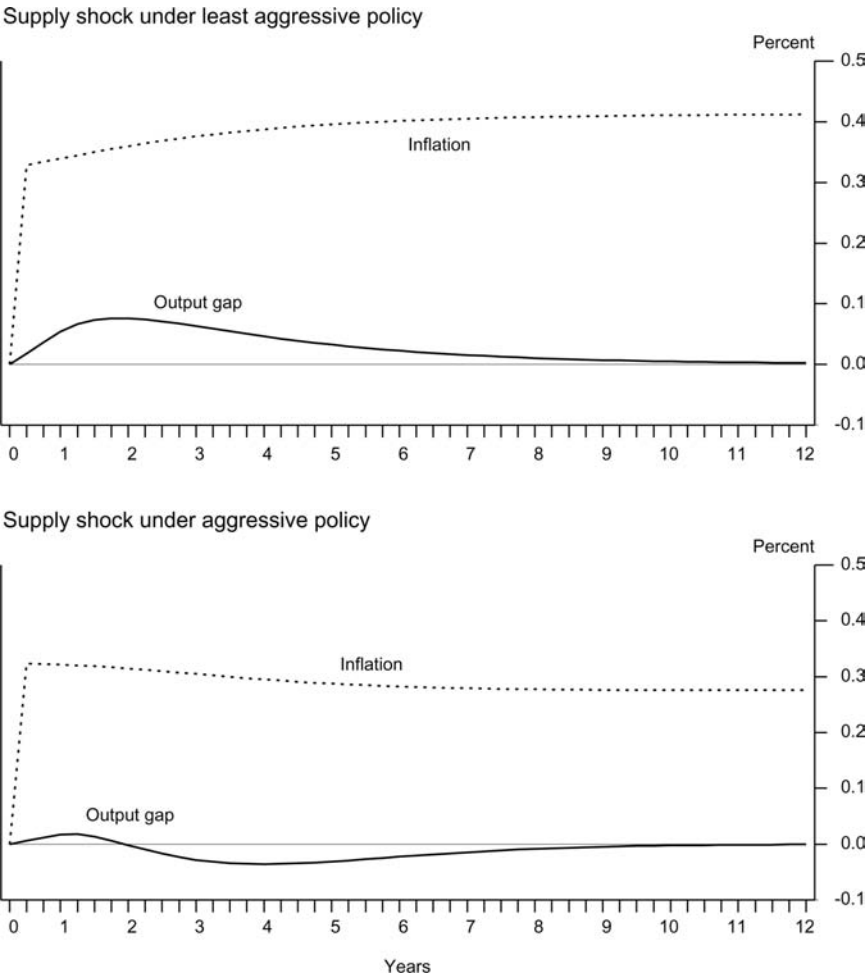 Supply shock under least aggressive policy
Percent
0.5
0.4
Inflation
0.3
0.2
Output gap
0.1
0.0
-0.1
0 1 2 3 4 5 6 7 8 9 10 11 12
Supply shock under aggressive policy
Percent
0.5
0.4
Inflation
0.3
0.2
0.1
Output gap
0.0
-0.1
0 1 2 3 4 5 6 7 8 9 10 11 12
Years